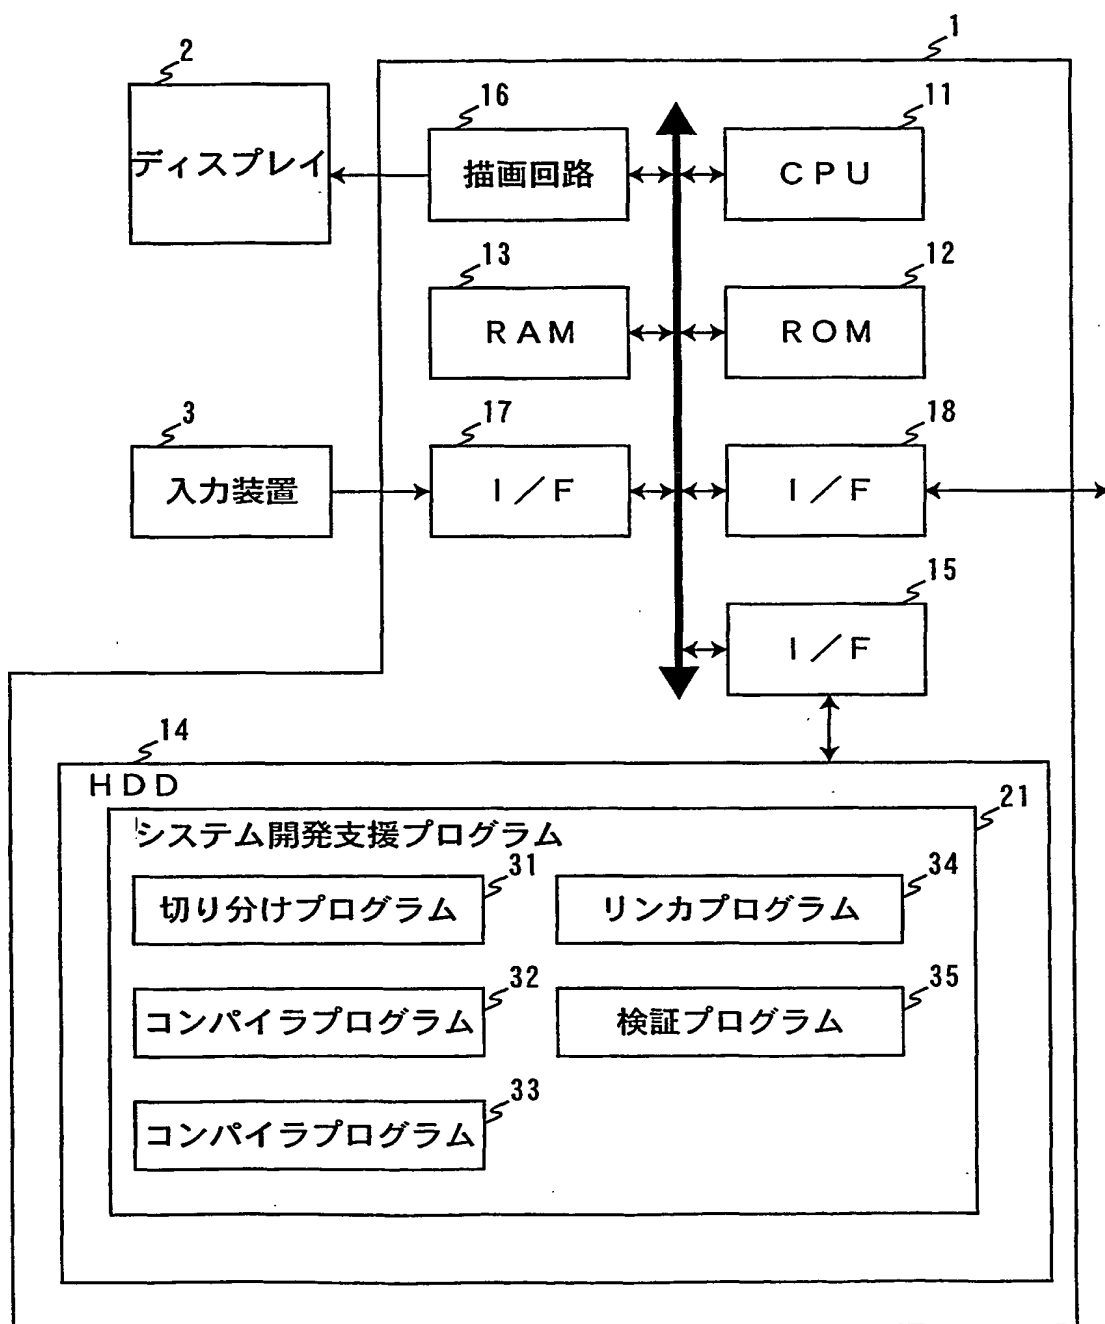 1
2
16
11
ディスプレイ
描画回路
CPU
13
12
RAM
ROM
3
17
18
入力装置
I/F
I/F
15
I/F
14
HDD
21
システム開発支援プログラム
31
34
切り分けプログラム
リンカプログラム
32
35
コンパイラプログラム
検証プログラム
33
コンパイラプログラム